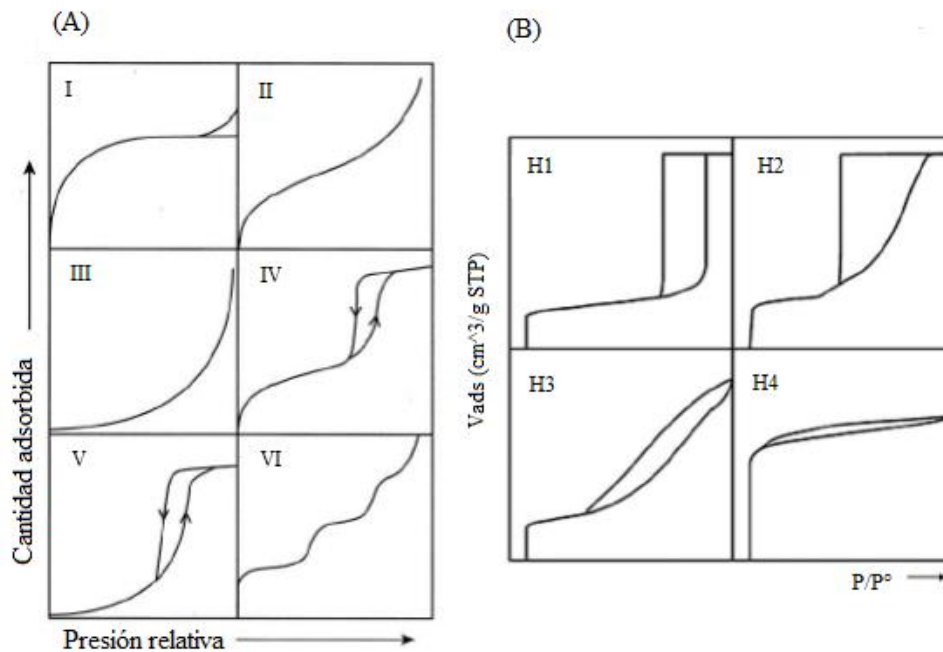 (A)
(B)
I
II
III
IV
V
VI
Cantidad adsorbida
Presión relativa
H1
H2
H3
H4
Vads (cm^3/g STP)
P/P°